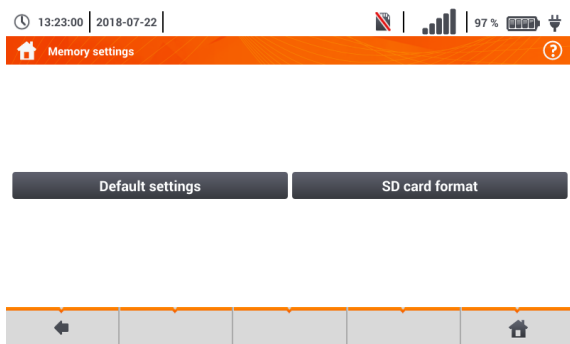 13:23:00 2018-07-22 97 %
Memory settings ?
Default settings SD card format